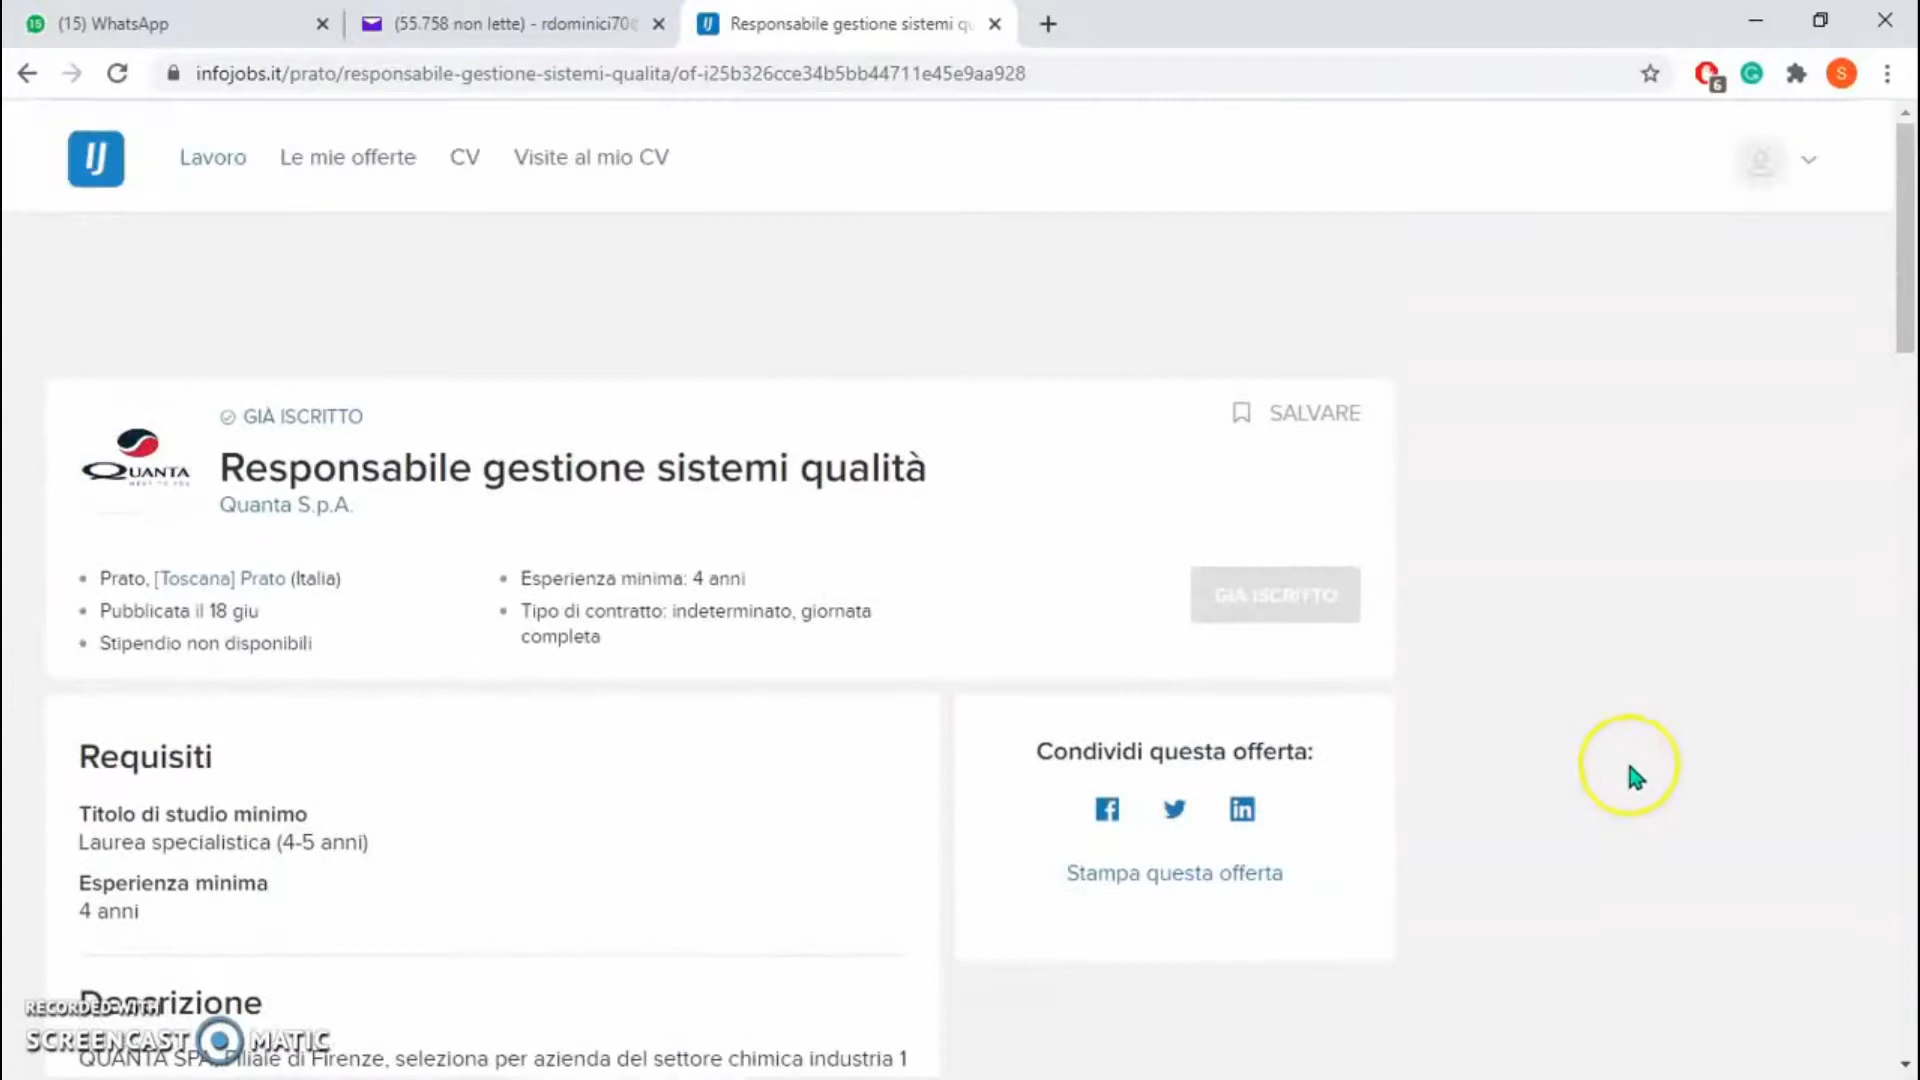 (15) WhatsApp
(55.758 non lette) - rdominici70
Responsabile gestione sistemi q
infojobs.it/prato/responsabile-gestione-sistemi-qualita/of-i25b326cce34b5bb44711e45e9aa928
6
S
IJ
Lavoro
Le mie offerte
CV
Visite al mio CV
GIÀ ISCRITTO
SALVARE
QUANTA
Responsabile gestione sistemi qualità
Quanta S.p.A.
Prato, [Toscana] Prato (Italia)
Pubblicata il 18 giu
Stipendio non disponibili
Esperienza minima: 4 anni
Tipo di contratto: indeterminato, giornata
completa
GIÀ ISCRITTO
Requisiti
Titolo di studio minimo
Laurea specialistica (4-5 anni)
Esperienza minima
4 anni
Condividi questa offerta:
Stampa questa offerta
Descrizione
RECORDED WITH
SCREENCAST MATIC
QUANTA SPA, Filiale di Firenze, seleziona per azienda del settore chimica industria 1